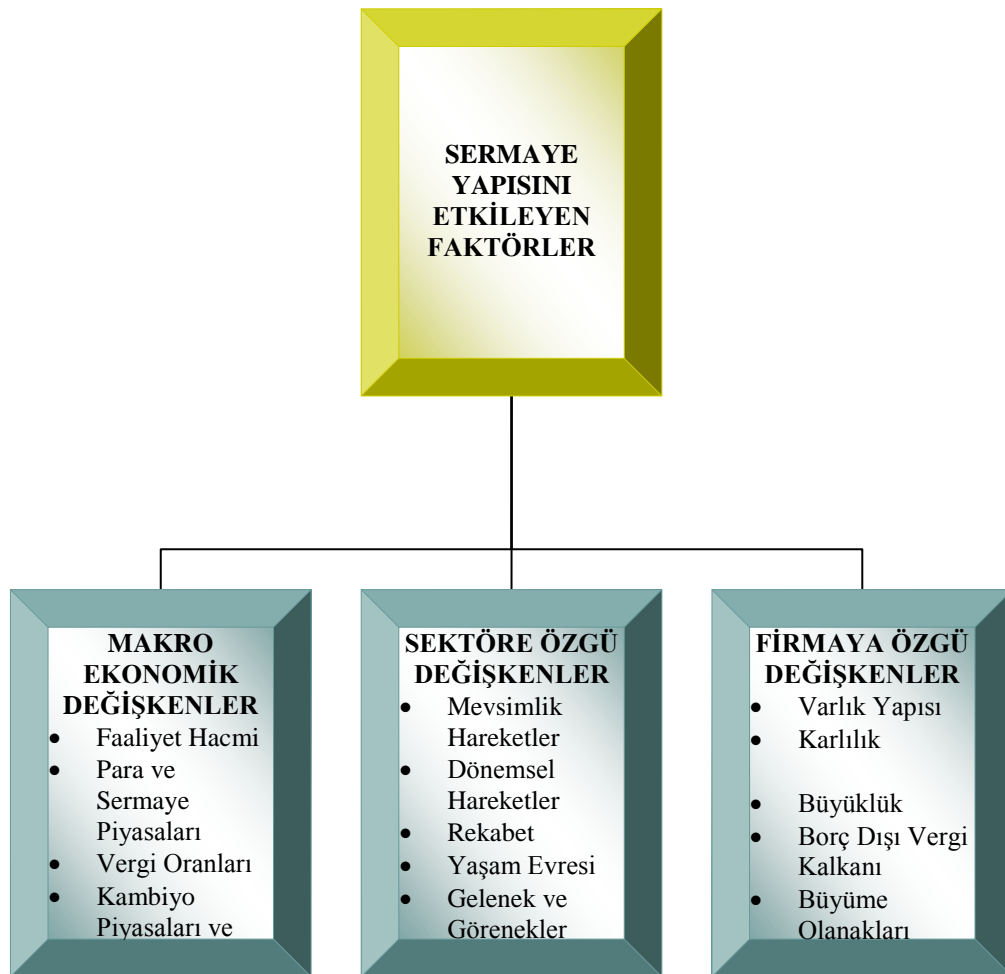 SERMAYE
YAPISINI
ETKİLEYEN
FAKTÖRLER
MAKRO
EKONOMİK
DEĞİŞKENLER
• Faaliyet Hacmi
• Para ve
Sermaye
Piyasaları
• Vergi Oranları
• Kambiyo
Piyasaları ve
SEKTÖRE ÖZGÜ
DEĞİŞKENLER
• Mevsimlik
Hareketler
• Dönemsel
Hareketler
• Rekabet
• Yaşam Evresi
• Gelenek ve
Görenekler
FİRMAYA ÖZGÜ
DEĞİŞKENLER
• Varlık Yapısı
• Karlılık
• Büyüklük
• Borç Dışı Vergi
Kalkanı
• Büyüme
Olanakları